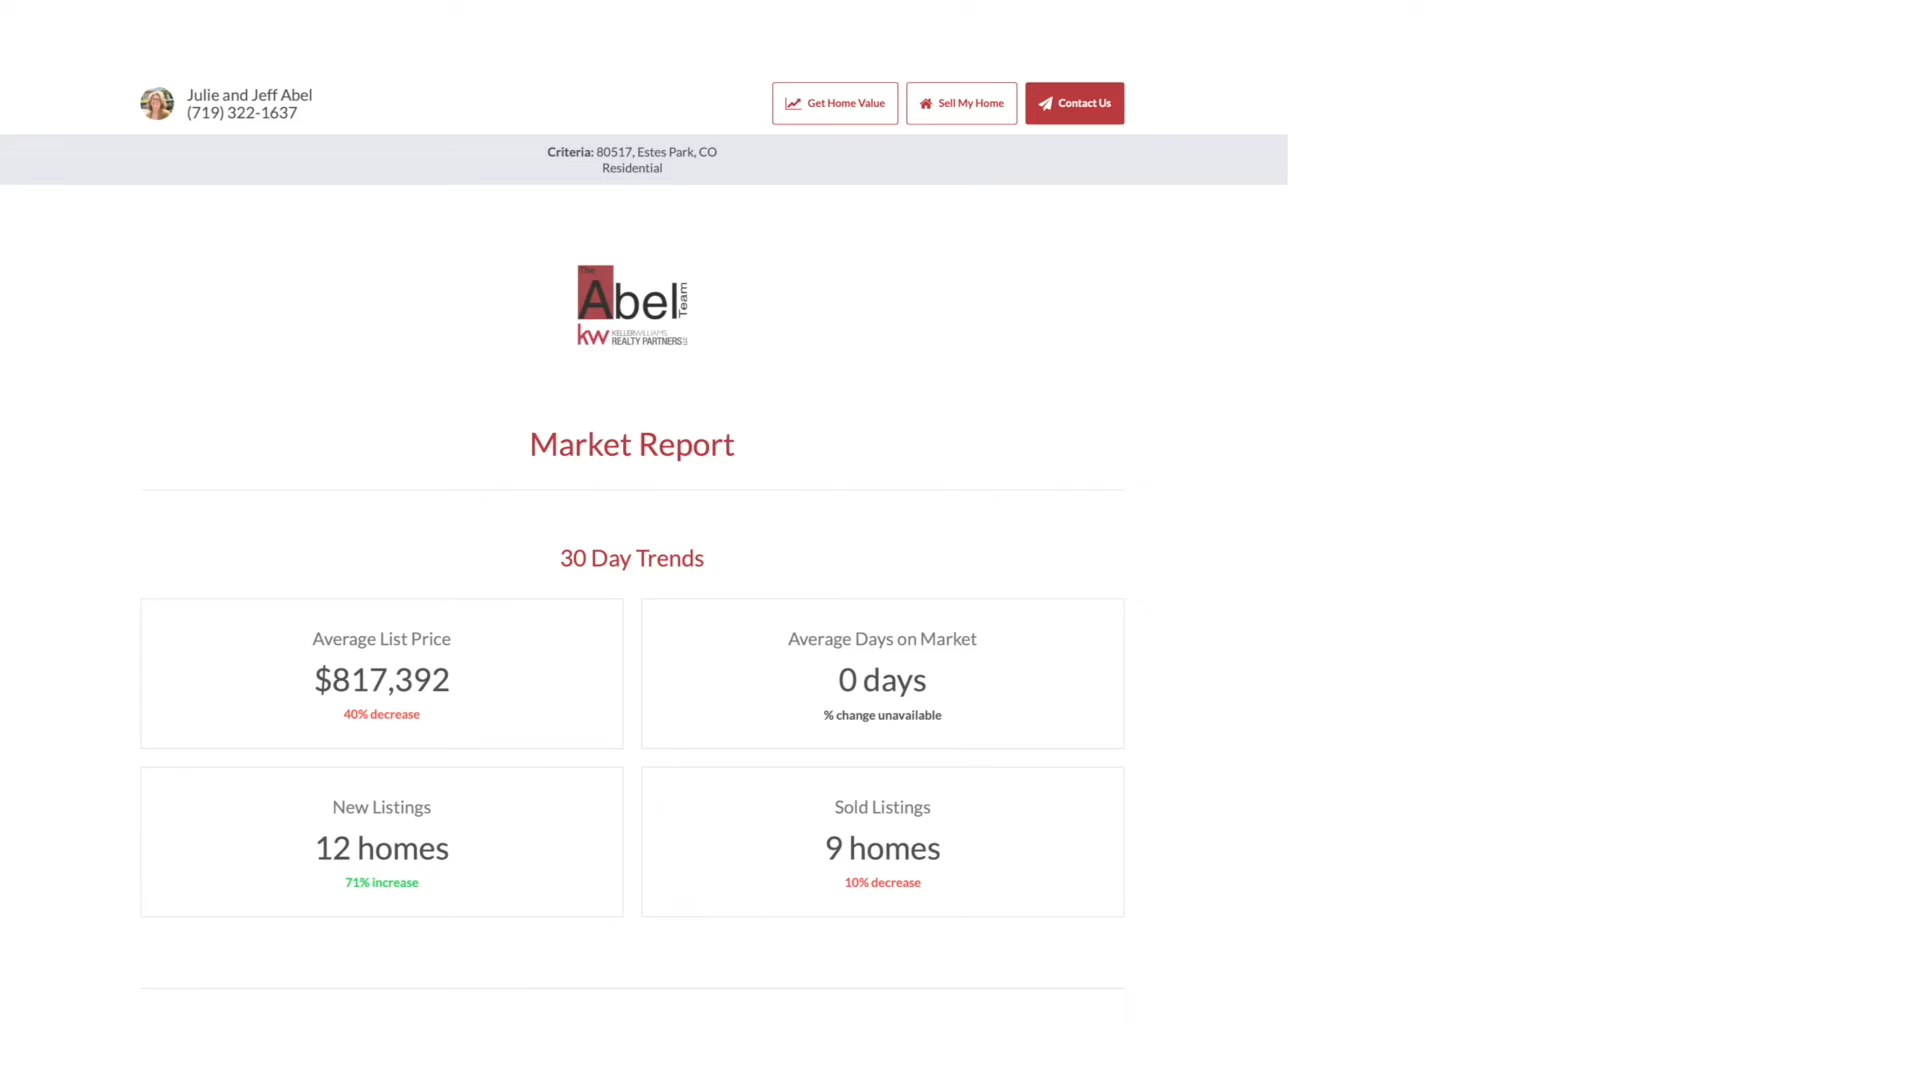 Julie and Jeff Abel
(719) 322-1637
Get Home Value
Sell My Home
Contact Us
Criteria: 80517, Estes Park, CO
Residential
The
Abel
Team
kw
KELLERWILLIAMS.
REALTY PARTNERS
Market Report
30 Day Trends
Average List Price
$817,392
40% decrease
Average Days on Market
0 days
% change unavailable
New Listings
12 homes
71% increase
Sold Listings
9 homes
10% decrease